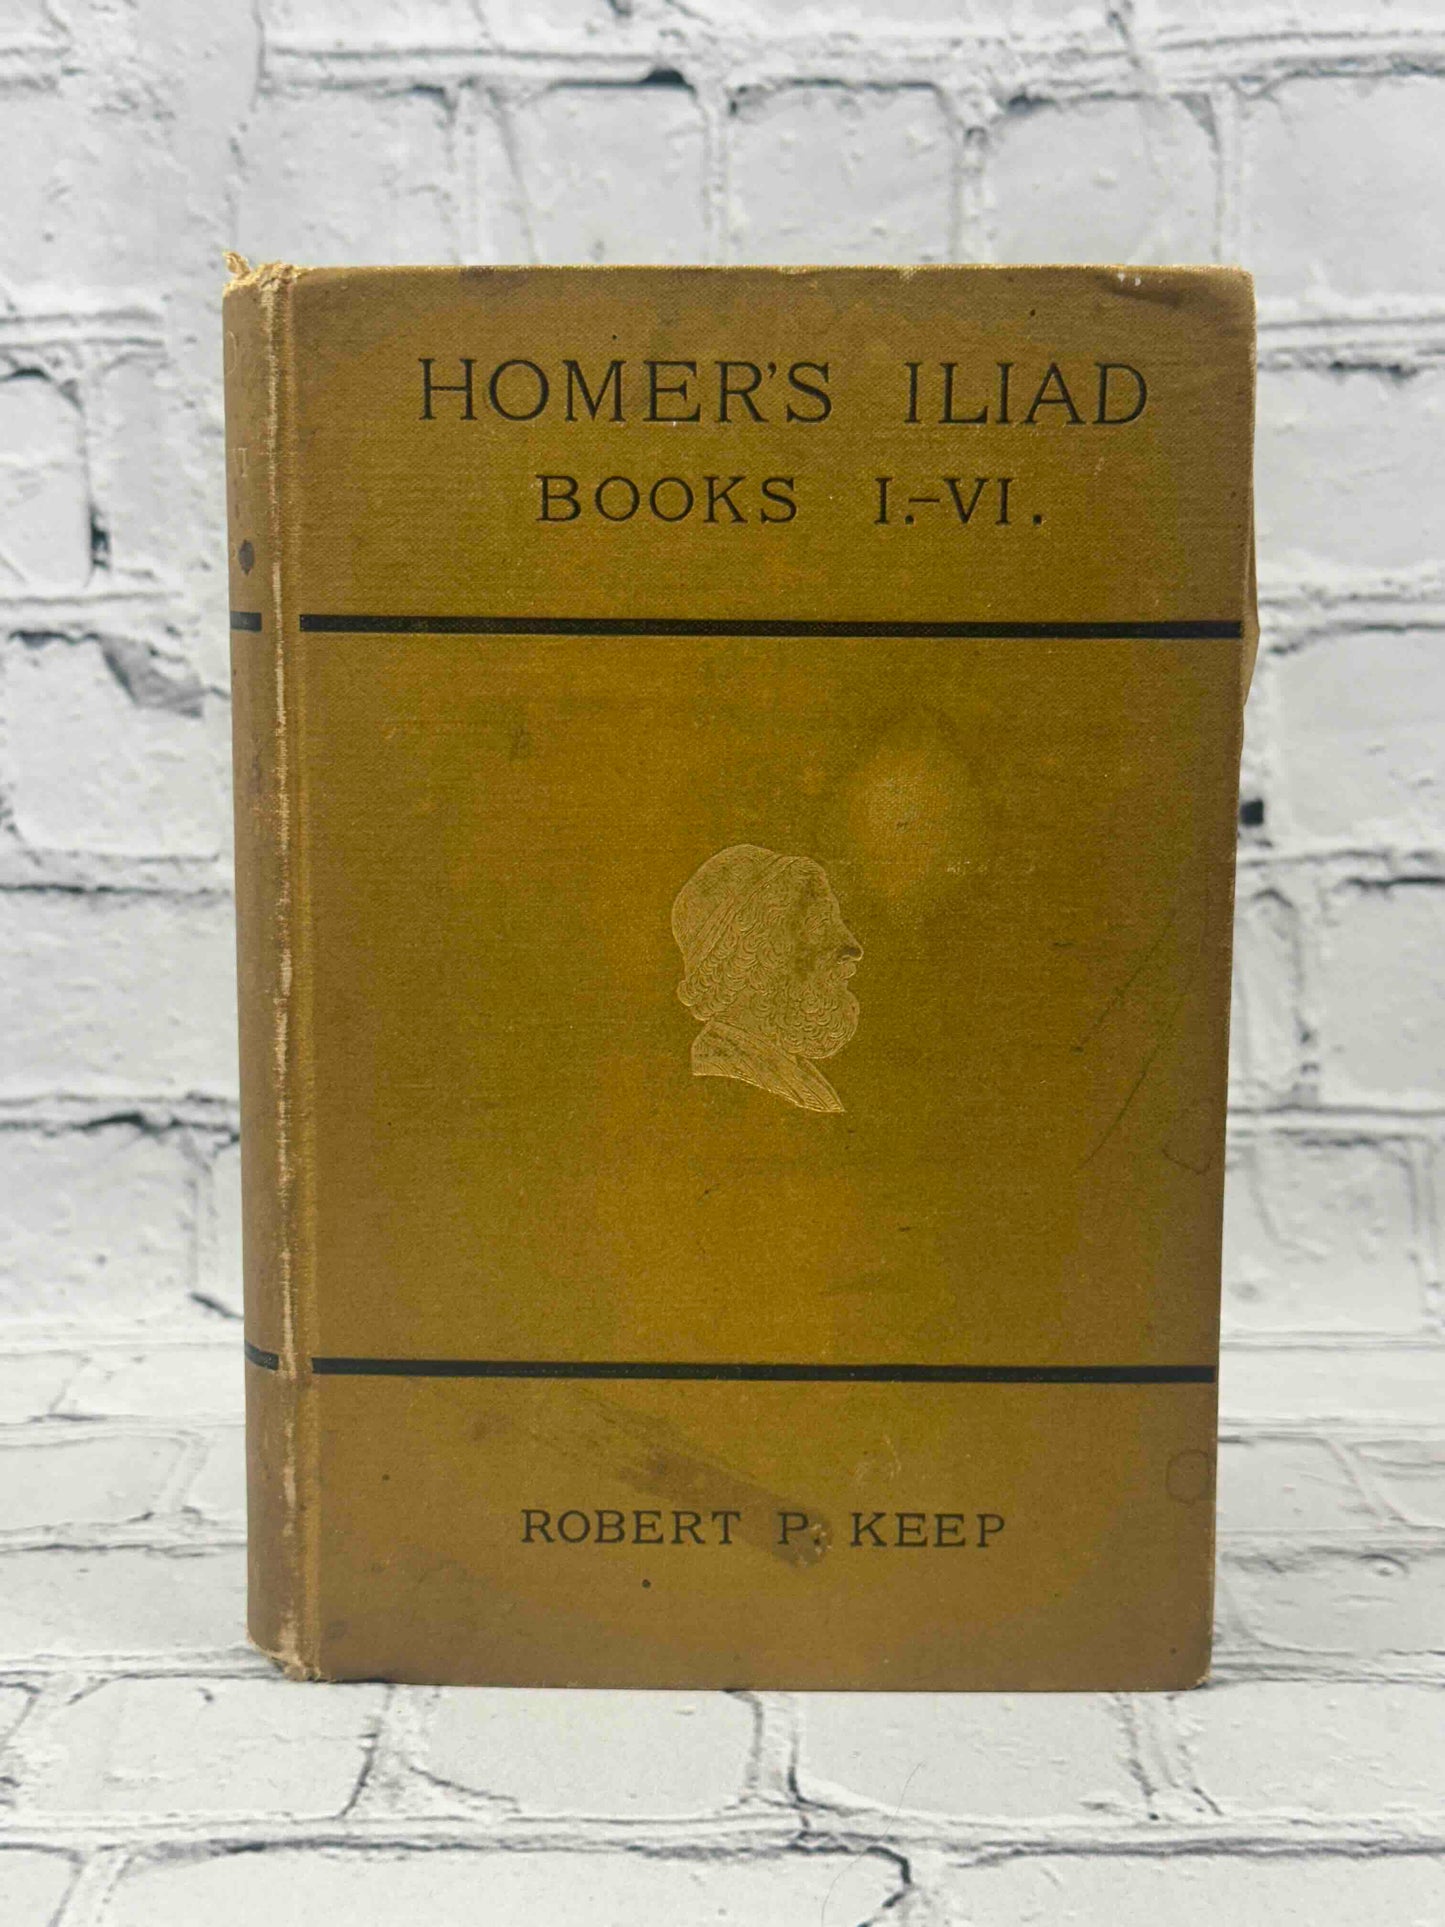 HOMER'S ILIAD
BOOKS I.-VI.
ROBERT P. KEEP